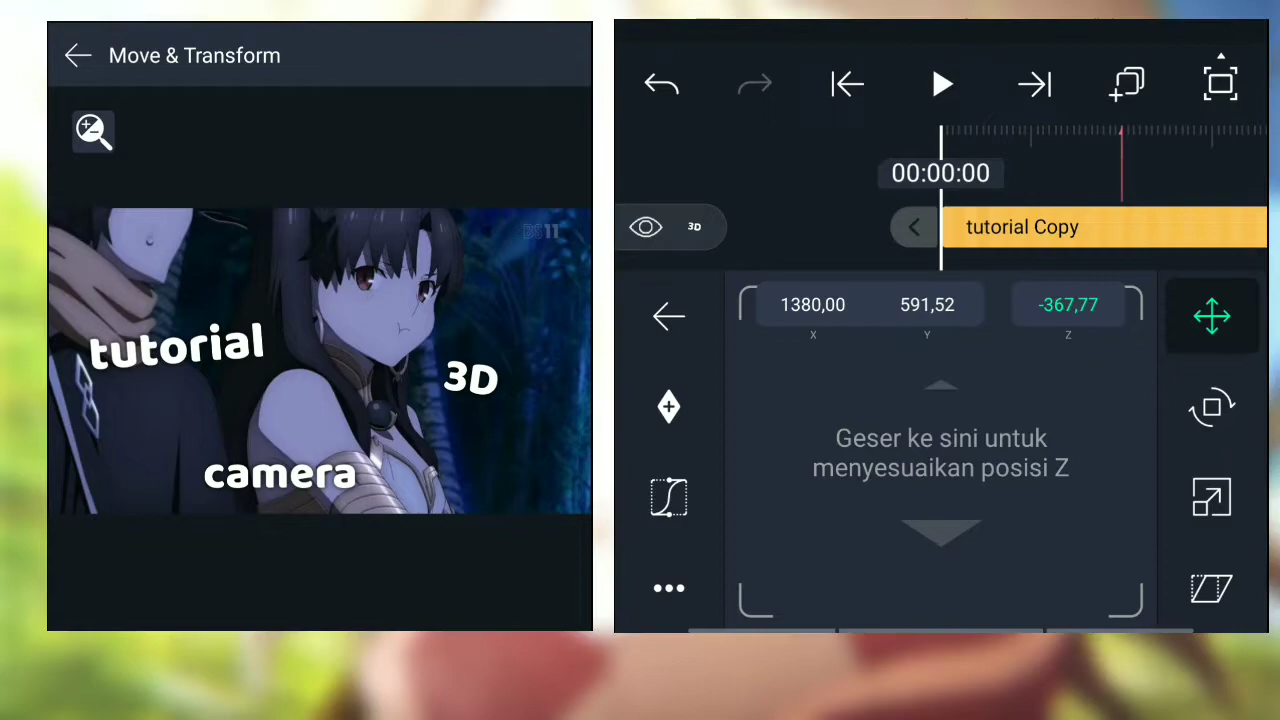 Move & Transform
BS11
tutorial
3D
camera
00:00:00
3D
tutorial Copy
1380,00
591,52
-367,77
X
Y
Z
Geser ke sini untuk
menyesuaikan posisi Z